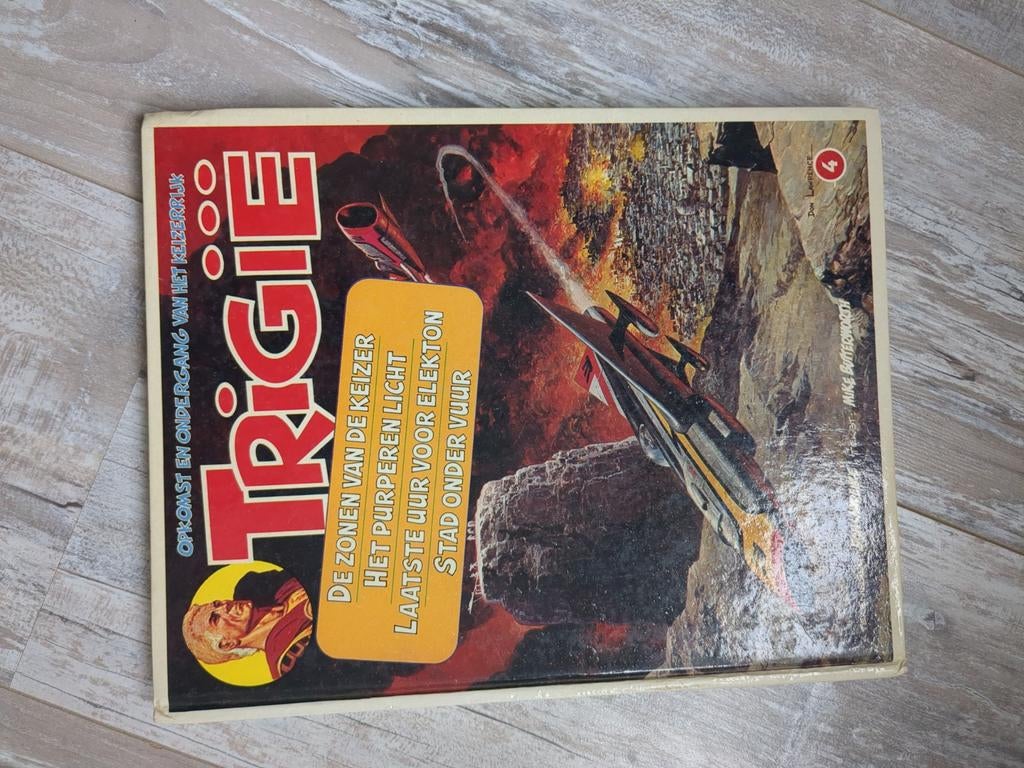 OPKOMST EN ONDERGANG VAN HET KEIZERRIJK
TRIGIË
DE ZONEN VAN DE KEIZER
HET PURPEREN LICHT
LAATSTE UUR VOOR ELEKTON
STAD ONDER VUUR
DON LAWRENCE
4
MIKE BUTTERWORTH